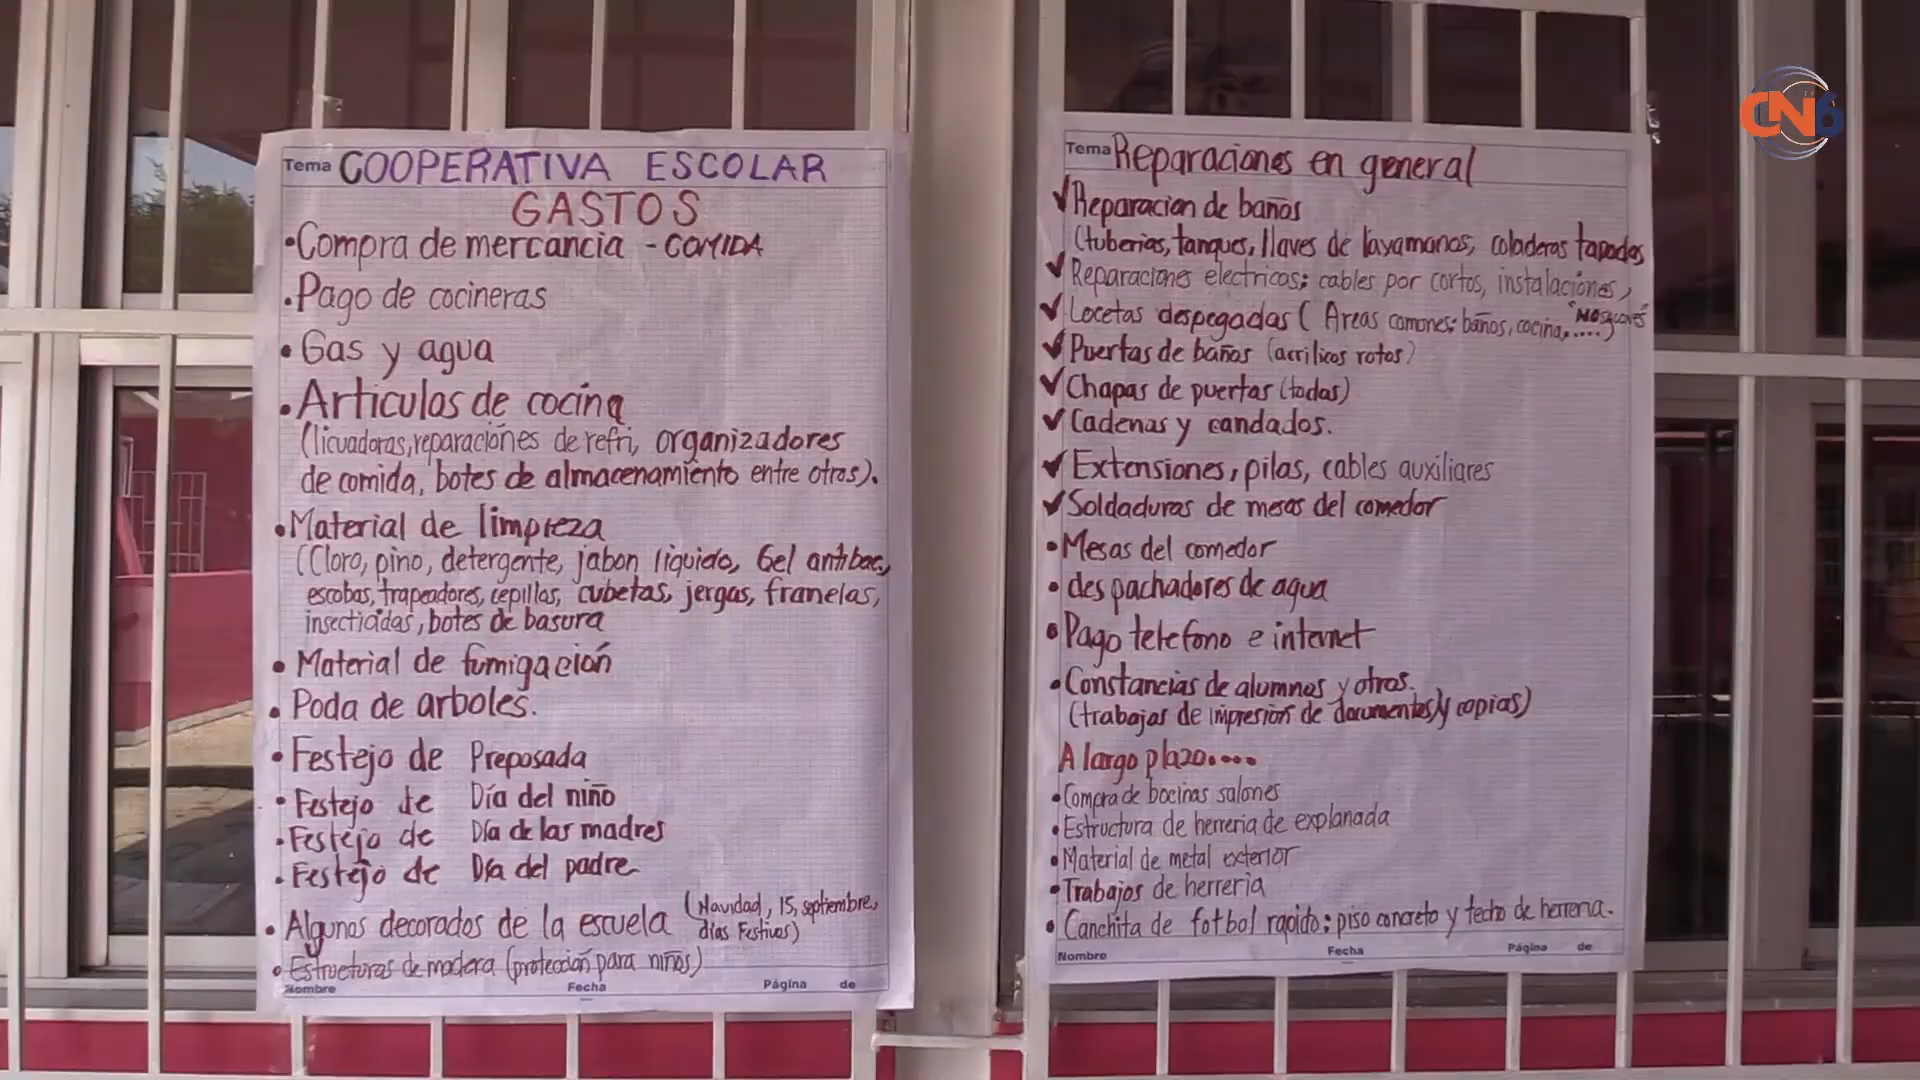 Tema COOPERATIVA ESCOLAR
GASTOS
•Compra de mercancia - COMIDA
•Pago de cocineras
•Gas y agua
•Articulos de cocina
(licuadoras, reparaciones de refri, organizadores
de comida, botes de almacenamiento entre otros).
•Material de limpieza
(Cloro, pino, detergente, jabon liquido, Gel antibac,
escobas, trapeadores, cepillos, cubetas, jergas, franelas,
insecticidas, botes de basura
•Material de fumigación
•Poda de arboles.
•Festejo de Preposada
•Festejo de Día del niño
•Festejo de Día de las madres
•Festejo de Día del padre
•Algunos decorados de la escuela (Navidad, 15, septiembre,
días Festivos)
•Estructuras de madera (protección para niños)
Nombre Fecha Página de
Tema Reparaciones en general
✓Reparacion de baños
(tuberias, tanques, llaves de lavamanos, coladeras tapadas
✓Reparaciones electricas: cables por cortos, instalaciones,
✓Locetas despegadas (Areas comones: baños, cocina,....) "NO SALONES
✓Puertas de baños (acrilicos rotos)
✓Chapas de puertas (todas)
✓Cadenas y candados.
✓Extensiones, pilas, cables auxiliares
✓Soldaduras de mesas del comedor
•Mesas del comedor
•despachadores de agua
•Pago telefono e internet
•Constancias de alumnos y otros.
(trabajos de impresion de documentos) y copias)
A largo plazo....
•Compra de bocinas salones
•Estructura de herreria de explanada
•Material de metal exterior
•Trabajos de herreria
•Canchita de fotbol rapido: piso concreto y techo de herreria.
Nombre Fecha Página de
CN6
TV